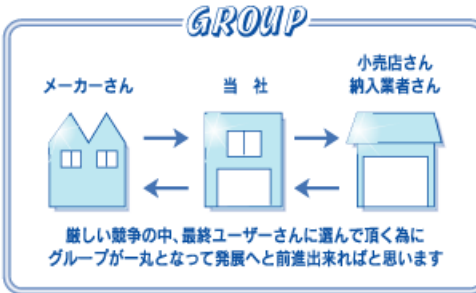 GROUP
小売店さん
メーカーさん 当 社 納入業者さん
厳しい競争の中、最終ユーザーさんに選んで頂く為に
グループが一丸となって発展へと前進出来ればと思います